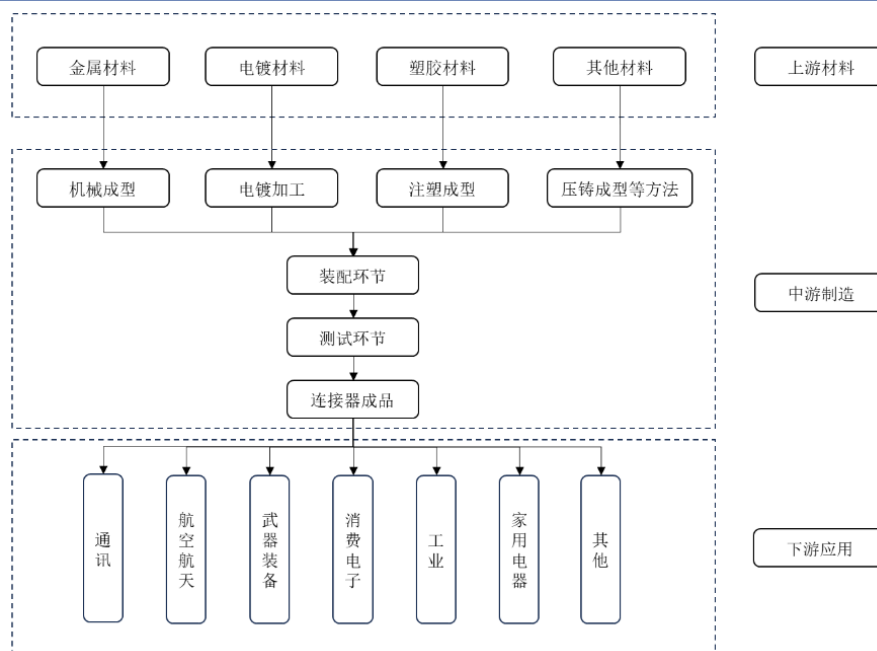 金属材料
电镀材料
塑胶材料
其他材料
上游材料
机械成型
电镀加工
注塑成型
压铸成型等方法
装配环节
中游制造
测试环节
连接器成品
通讯
航空航天
武器装备
消费电子
工业
家用电器
其他
下游应用